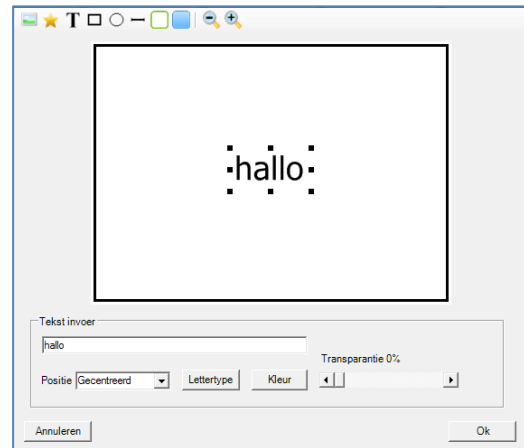 T
hallo
Tekst invoer
hallo
Transparantie 0%
Positie Gecentreerd Lettertype Kleur
Annuleren Ok